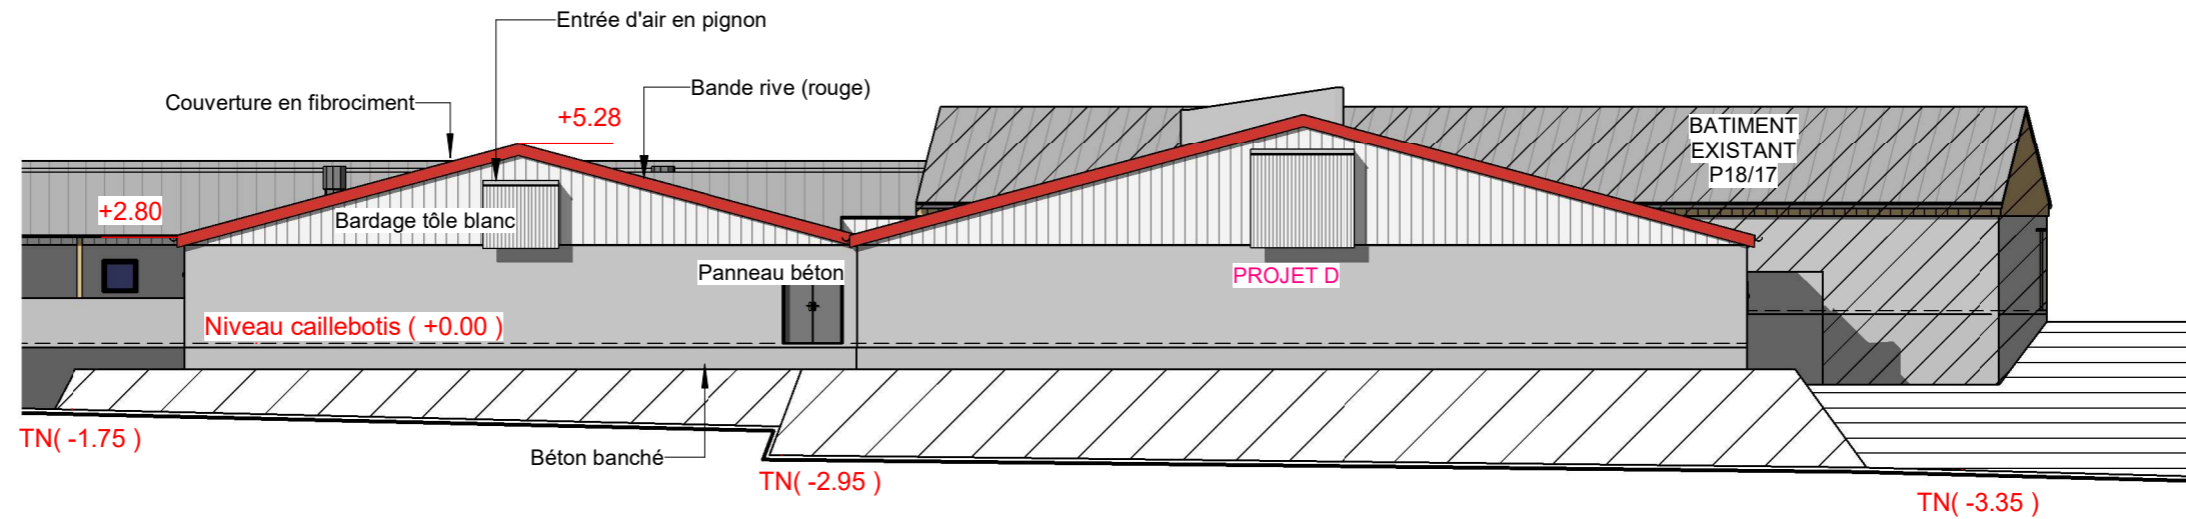 Entrée d'air en pignon
Bande rive (rouge)
Couverture en fibrociment
+5.28
BATIMENT
EXISTANT
P18/17
+2.80
Bardage tôle blanc
Panneau béton
PROJET D
Niveau caillebotis ( +0.00 )
TN( -1.75 )
Béton banché
TN( -2.95 )
TN( -3.35 )